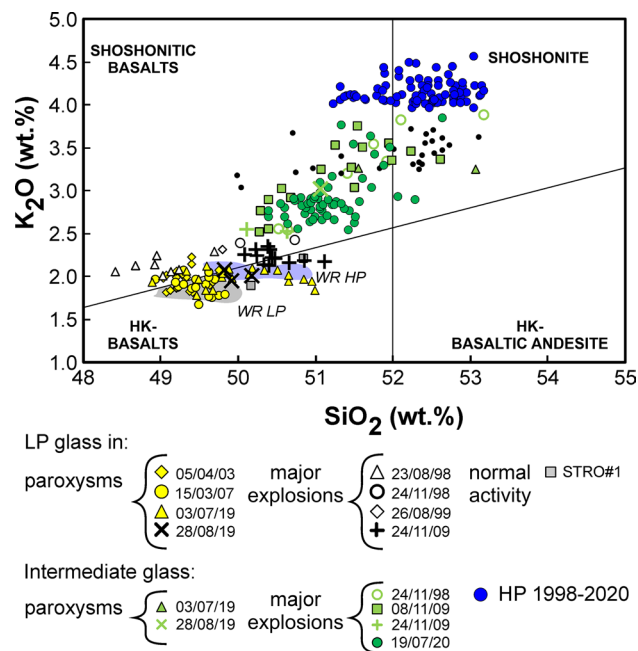 5.0
4.5
4.0
3.5
3.0
2.5
2.0
1.5
1.0
K2O (wt.%)
SHOSHONITIC
BASALTS
SHOSHONITE
WR HP
WR LP
HK-
BASALTS
HK-
BASALTIC ANDESITE
48 49 50 51 52 53 54 55
SiO2 (wt.%)
LP glass in:
paroxysms
05/04/03
15/03/07
03/07/19
28/08/19
major
explosions
23/08/98
24/11/98
26/08/99
24/11/09
normal
activity
STRO#1
Intermediate glass:
paroxysms
03/07/19
28/08/19
major
explosions
24/11/98
08/11/09
24/11/09
19/07/20
HP 1998-2020